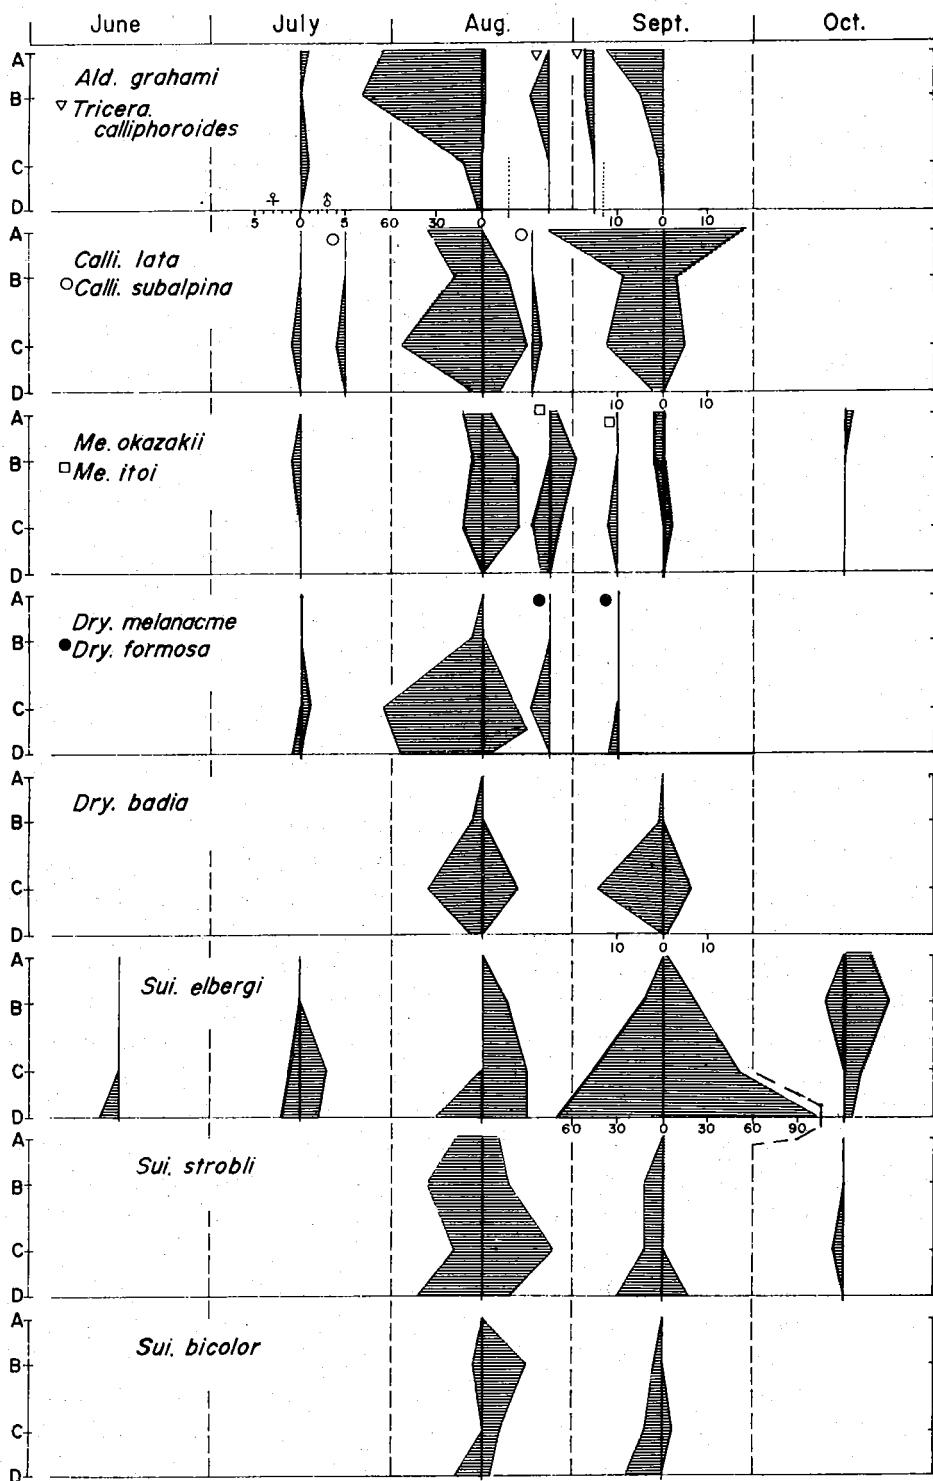 June July Aug. Sept. Oct.
A
Ald. grahami
B
▽ Tricera.
calliphoroides
C
D
♀ ♂
5 0 5 60 30 0 10 0 10
A
Calli. lata
B
○ Calli. subalpina
C
D
10 0 10
A
Me. okazakii
B
□ Me. itoi
C
D
A
Dry. melanacme
B
● Dry. formosa
C
D
A
Dry. badia
B
C
D
10 0 10
A
Sui. elbergi
B
C
D
60 30 0 30 60 90
A
Sui. strobli
B
C
D
A
Sui. bicolor
B
C
D